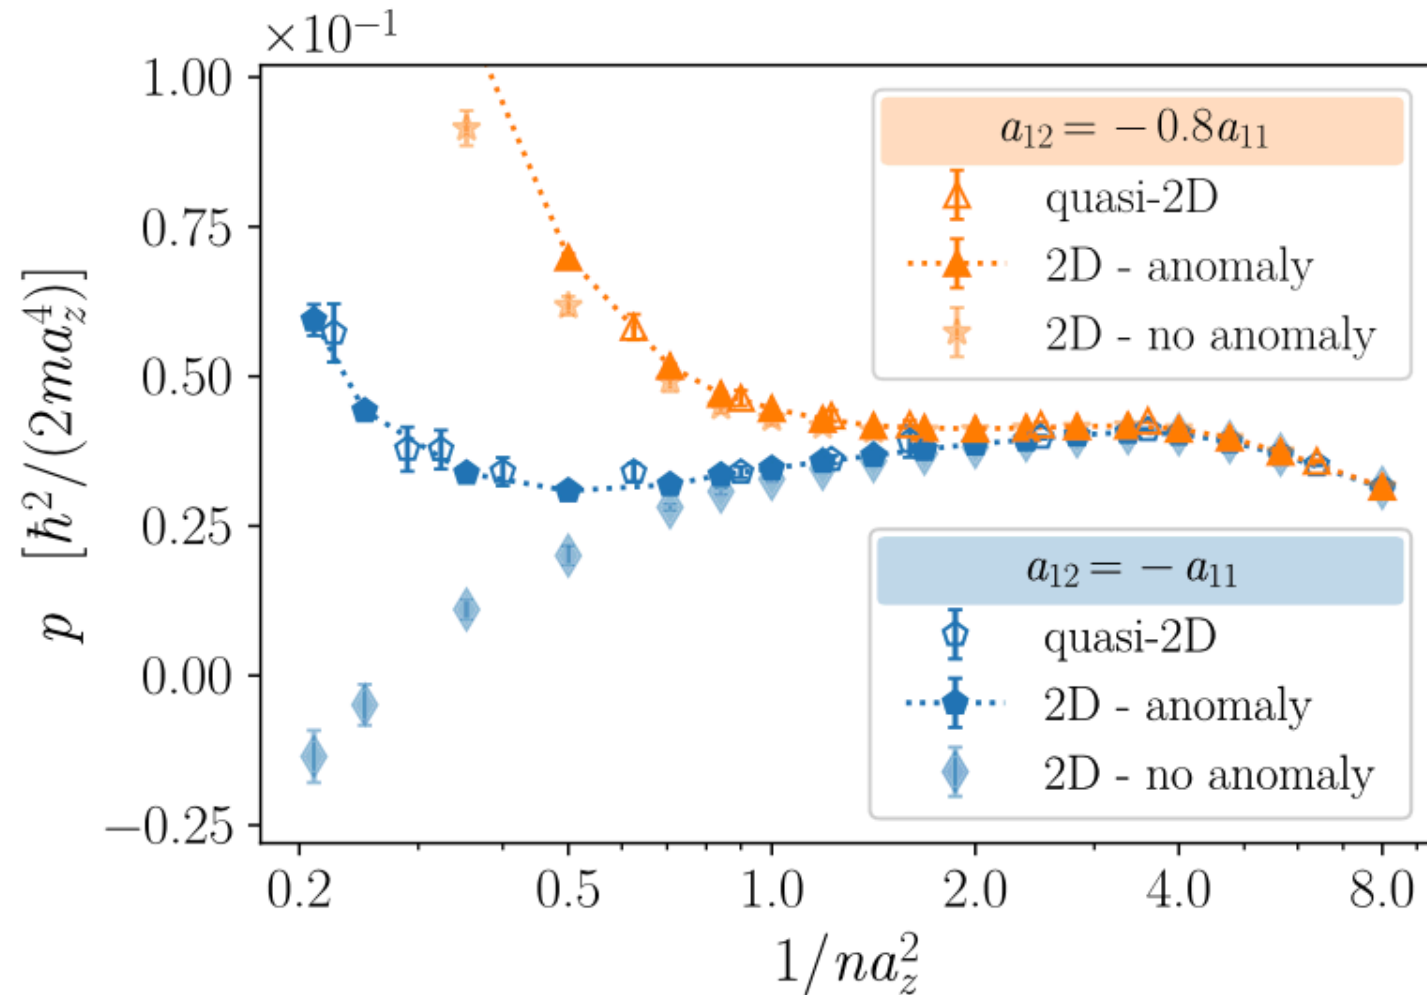 ×10⁻¹
1.00
0.75
0.50
0.25
0.00
−0.25
p [ħ²/(2ma_z⁴)]
a₁₂ = − 0.8a₁₁
quasi-2D
2D - anomaly
2D - no anomaly
a₁₂ = − a₁₁
quasi-2D
2D - anomaly
2D - no anomaly
0.2 0.5 1.0 2.0 4.0 8.0
1/na_z²